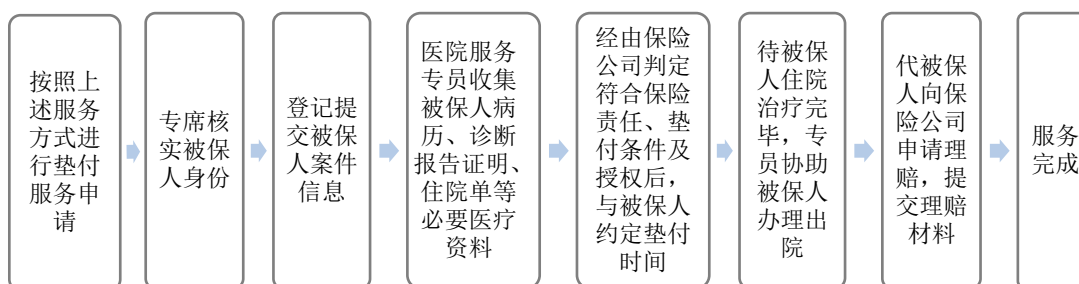 按照上
述服务
方式进
行垫付
服务申
请
专席核
实被保
人身份
登记提
交被保
人案件
信息
医院服务
专员收集
被保人病
历、诊断
报告证明、
住院单等
必要医疗
资料
经由保险
公司判定
符合保险
责任、垫
付条件及
授权后，
与被保人
约定垫付
时间
待被保
人住院
治疗完
毕，专
员协助
被保人
办理出
院
代被保
人向保
险公司
申请理
赔，提
交理赔
材料
服务
完成